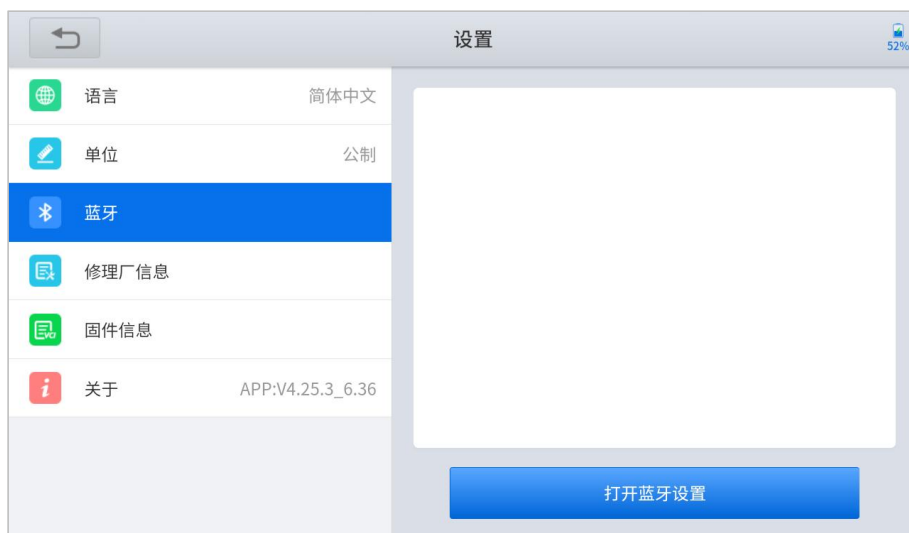 设置
52%
语言 简体中文
单位 公制
蓝牙
修理厂信息
固件信息
关于 APP:V4.25.3_6.36
打开蓝牙设置